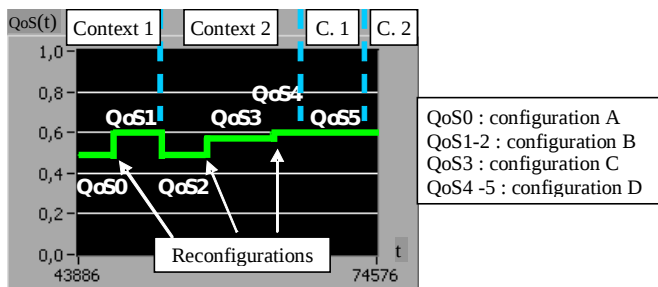 QoS(t)
Context 1
Context 2
C. 1
C. 2
1,0
0,8
0,6
0,4
0,2
0,0
QoS0
QoS1
QoS2
QoS3
QoS4
QoS5
Reconfigurations
t
43886
74576
QoS0 : configuration A
QoS1-2 : configuration B
QoS3 : configuration C
QoS4 -5 : configuration D